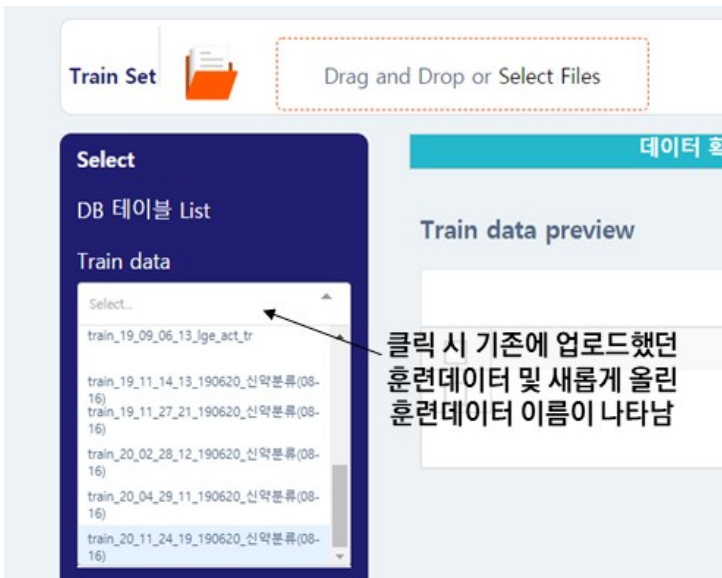 Train Set
Drag and Drop or Select Files
Select
데이터 확
DB 테이블 List
Train data preview
Train data
Select...
train_19_09_06_13_lge_act_tr
train_19_11_14_13_190620_신약분류(08-
16)
train_19_11_27_21_190620_신약분류(08-
16)
train_20_02_28_12_190620_신약분류(08-
16)
train_20_04_29_11_190620_신약분류(08-
16)
train_20_11_24_19_190620_신약분류(08-
16)
클릭 시 기존에 업로드했던
훈련데이터 및 새롭게 올린
훈련데이터 이름이 나타남